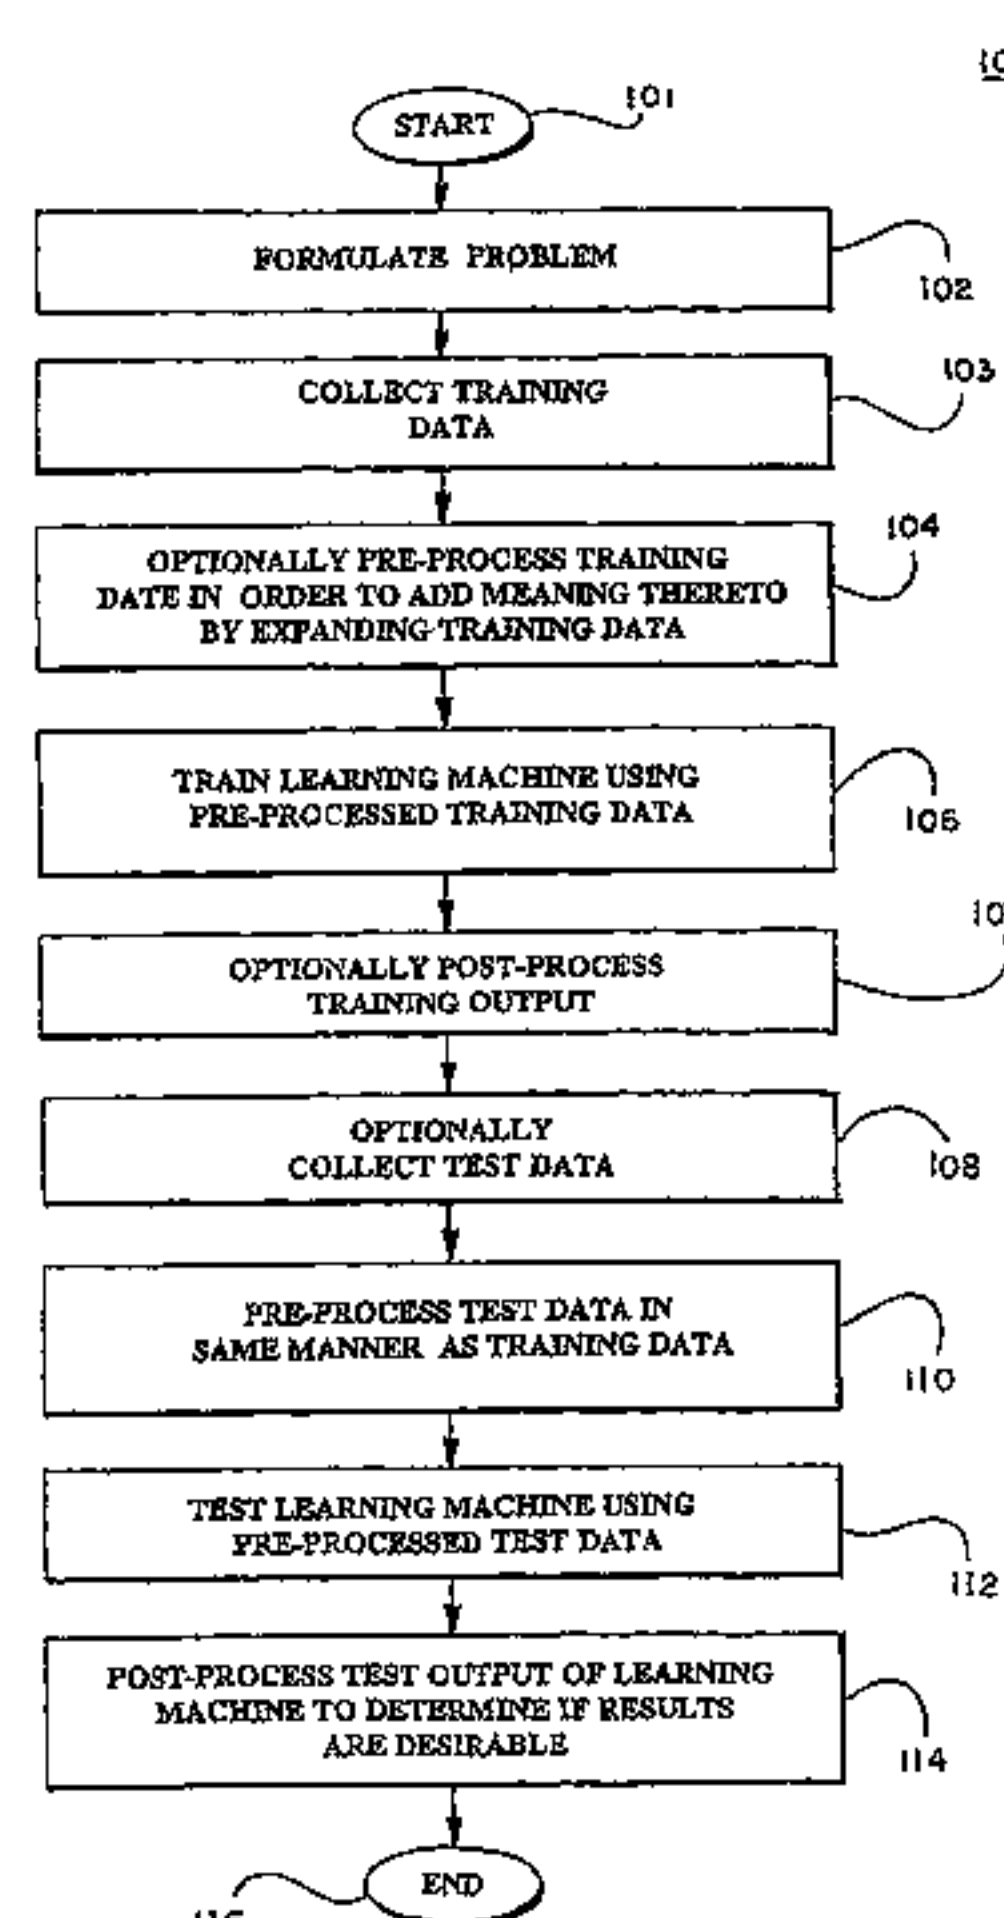 START
101
FORMULATE PROBLEM
102
COLLECT TRAINING
DATA
103
OPTIONALLY PRE-PROCESS TRAINING
DATE IN ORDER TO ADD MEANING THERETO
BY EXPANDING TRAINING DATA
104
TRAIN LEARNING MACHINE USING
PRE-PROCESSED TRAINING DATA
106
OPTIONALLY POST-PROCESS
TRAINING OUTPUT
OPTIONALLY
COLLECT TEST DATA
108
PRE-PROCESS TEST DATA IN
SAME MANNER AS TRAINING DATA
110
TEST LEARNING MACHINE USING
PRE-PROCESSED TEST DATA
112
POST-PROCESS TEST OUTPUT OF LEARNING
MACHINE TO DETERMINE IF RESULTS
ARE DESIRABLE
114
END